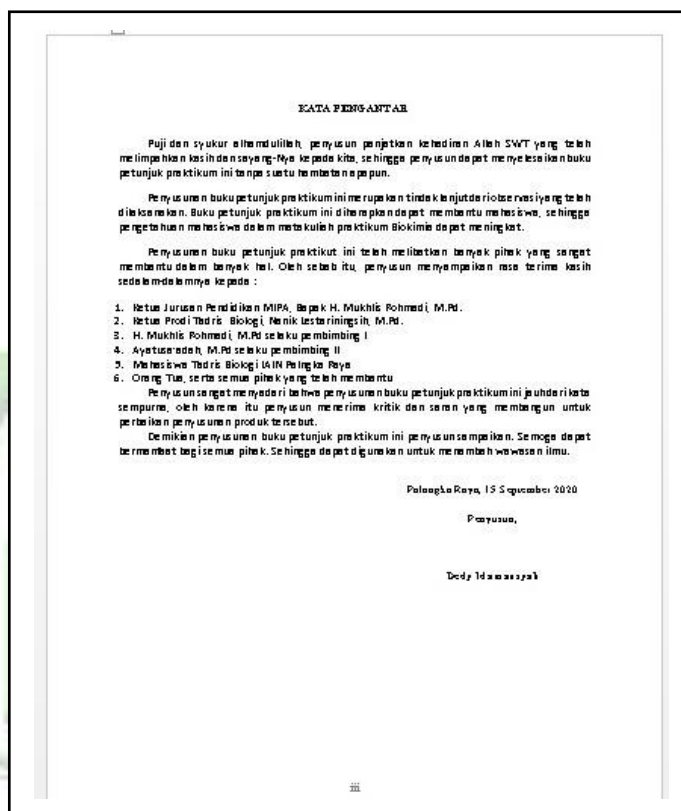 KATA PENGANTAR
Puji dan syukur alhamdulillah, penyusun panjatkan kehadiran Allah SWT yang telah
melimpahkan kasih dan sayang-Nya kepada kita, sehingga penyusun dapat menyelesaikan buku
petunjuk praktikum ini tanpa suatu hambatan apapun.
Penyusunan buku petunjuk praktikum ini merupakan tindak lanjut dari observasi yang telah
dilaksanakan. Buku petunjuk praktikum ini diharapkan dapat membantu mahasiswa, sehingga
pengetahuan mahasiswa dalam mata kuliah praktikum Biokimia dapat meningkat.
Penyusunan buku petunjuk praktikut ini telah melibatkan banyak pihak yang sangat
membantu dalam banyak hal. Oleh sebab itu, penyusun menyampaikan rasa terima kasih
sedalam-dalamnya kepada :
1. Ketua Jurusan Pendidikan MIPA, Bapak H. Mukhlis Rohmadi, M.Pd.
2. Ketua Prodi Tadris Biologi, Nanik Lestariningsih, M.Pd.
3. H. Mukhlis Rohmadi, M.Pd selaku pembimbing I
4. Ayatusa'adah, M.Pd selaku pembimbing II
5. Mahasiswa Tadris Biologi IAIN Palngka Raya
6. Orang Tua, serta semua pihak yang telah membantu
Penyusun sangat menyadari bahwa penyusunan buku petunjuk praktikum ini jauh dari kata
sempurna, oleh karena itu penyusun menerima kritik dan saran yang membangun untuk
perbaikan penyusunan produk tersebut.
Demikian penyusunan buku petunjuk praktikum ini penyusun sampaikan. Semoga dapat
bermanfaat bagi semua pihak. Sehingga dapat digunakan untuk menambah wawasan ilmu.
Palangka Raya, 15 September 2020
Penyusun,
Dedy
iii